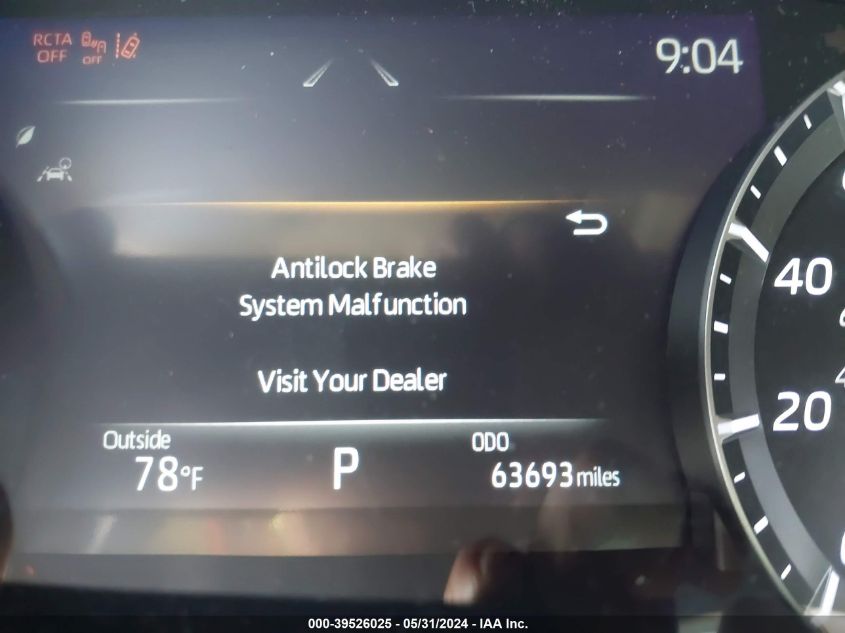 RCTA
OFF
OFF
9:04
Antilock Brake
System Malfunction
Visit Your Dealer
Outside
78°F
P
ODO
63693 miles
40
20
000-39526025 - 05/31/2024 - IAA Inc.